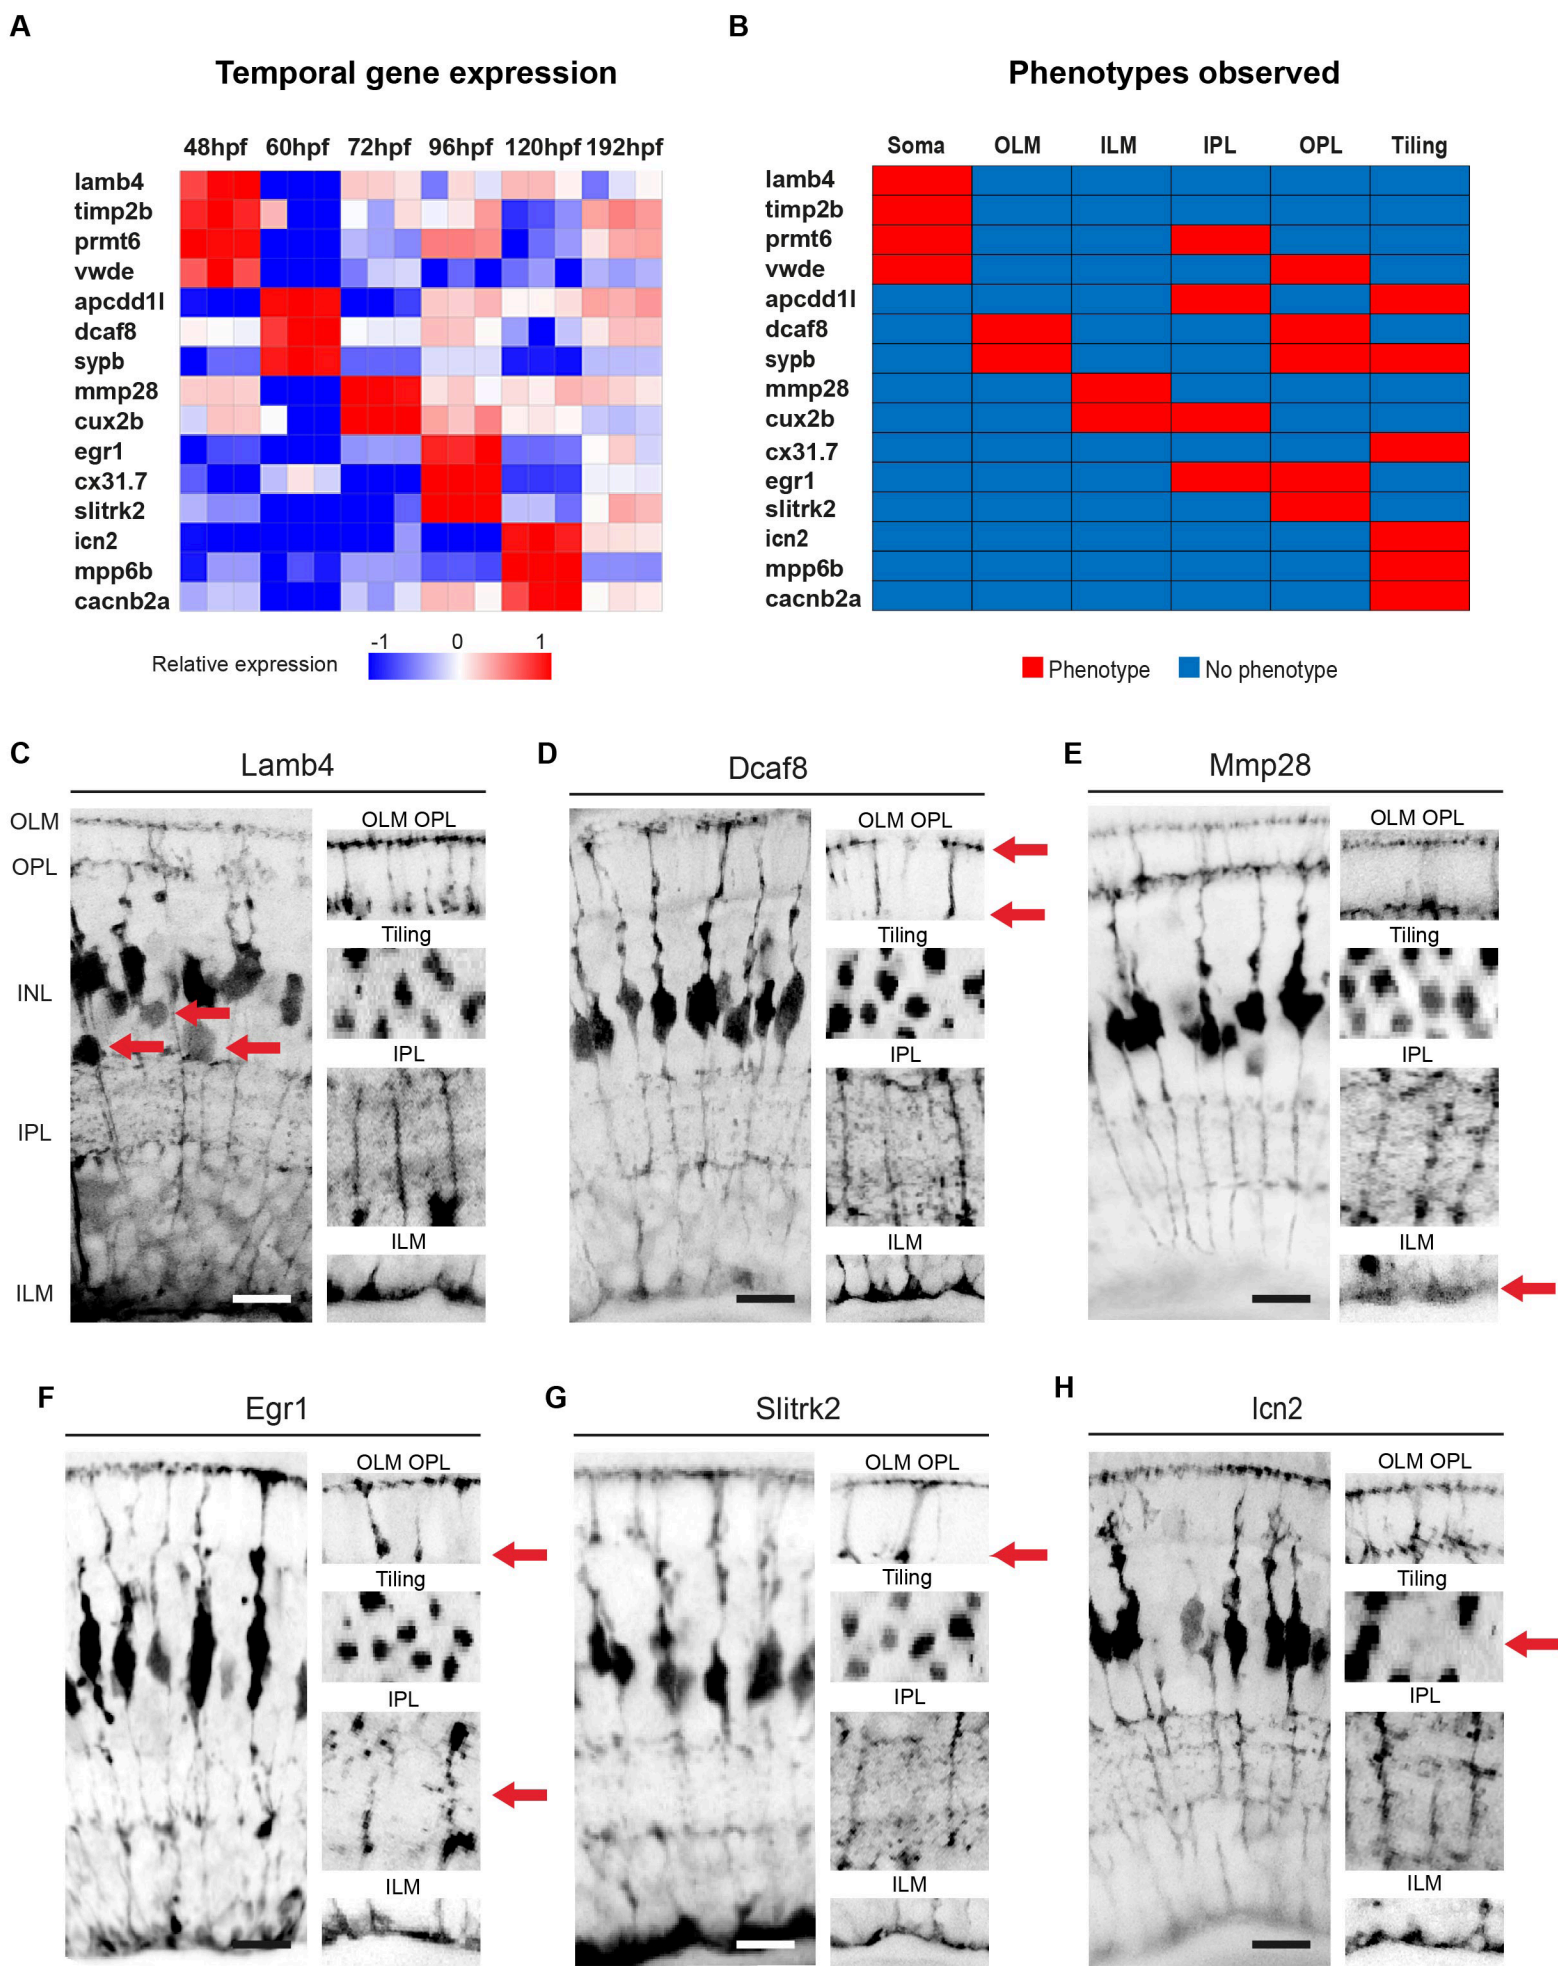 A
B
Temporal gene expression
Phenotypes observed
48hpf 60hpf 72hpf 96hpf 120hpf 192hpf
lamb4
timp2b
prmt6
vwde
apcdd1l
dcaf8
sypb
mmp28
cux2b
egr1
cx31.7
slitrk2
icn2
mpp6b
cacnb2a
-1 0 1
Relative expression
Soma OLM ILM IPL OPL Tiling
lamb4
timp2b
prmt6
vwde
apcdd1l
dcaf8
sypb
mmp28
cux2b
cx31.7
egr1
slitrk2
icn2
mpp6b
cacnb2a
Phenotype No phenotype
C
Lamb4
OLM
OPL
INL
IPL
ILM
OLM OPL
Tiling
IPL
ILM
D
Dcaf8
OLM OPL
Tiling
IPL
ILM
E
Mmp28
OLM OPL
Tiling
IPL
ILM
F
Egr1
OLM OPL
Tiling
IPL
ILM
G
Slitrk2
OLM OPL
Tiling
IPL
ILM
H
Icn2
OLM OPL
Tiling
IPL
ILM